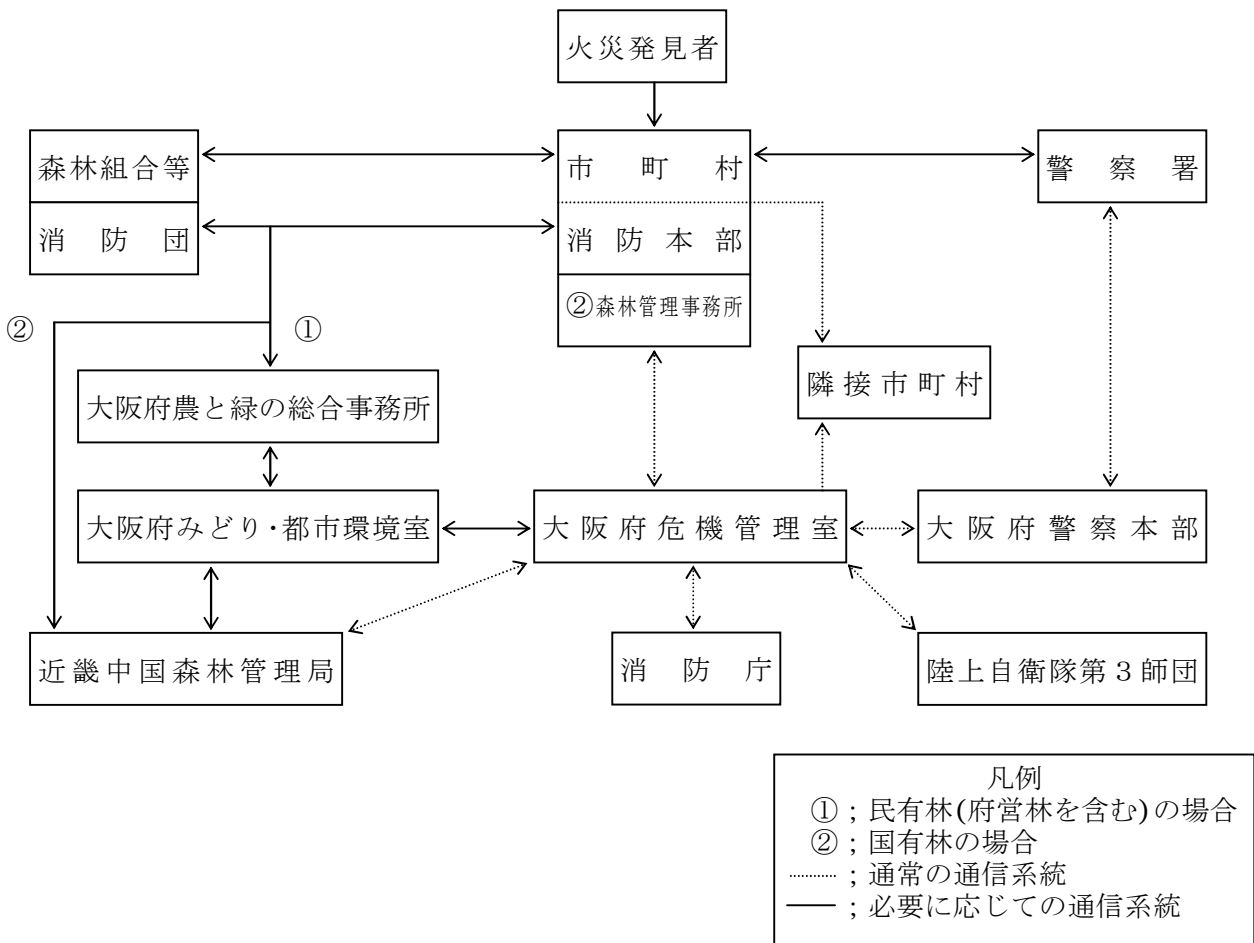 火災発見者
森林組合等
市町村
警察署
消防団
消防本部
②森林管理事務所
②
①
隣接市町村
大阪府農と緑の総合事務所
大阪府みどり・都市環境室
大阪府危機管理室
大阪府警察本部
近畿中国森林管理局
消防庁
陸上自衛隊第3師団
凡例
①；民有林(府営林を含む)の場合
②；国有林の場合
；通常の通信系統
；必要に応じての通信系統